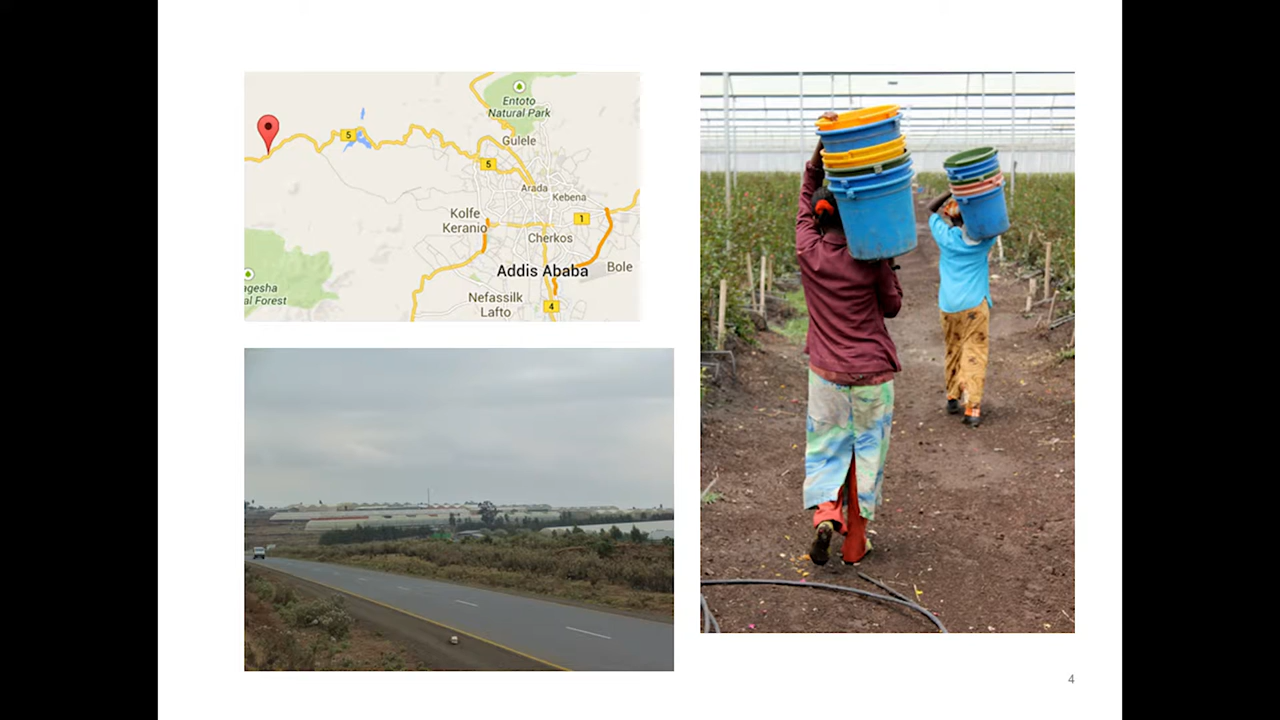 Entoto
Natural Park
5
Gulele
5
Arada
Kebena
Kolfe
Keranio
1
Cherkos
Addis Ababa
Bole
agesha
al Forest
Nefassilk
Lafto
4
4